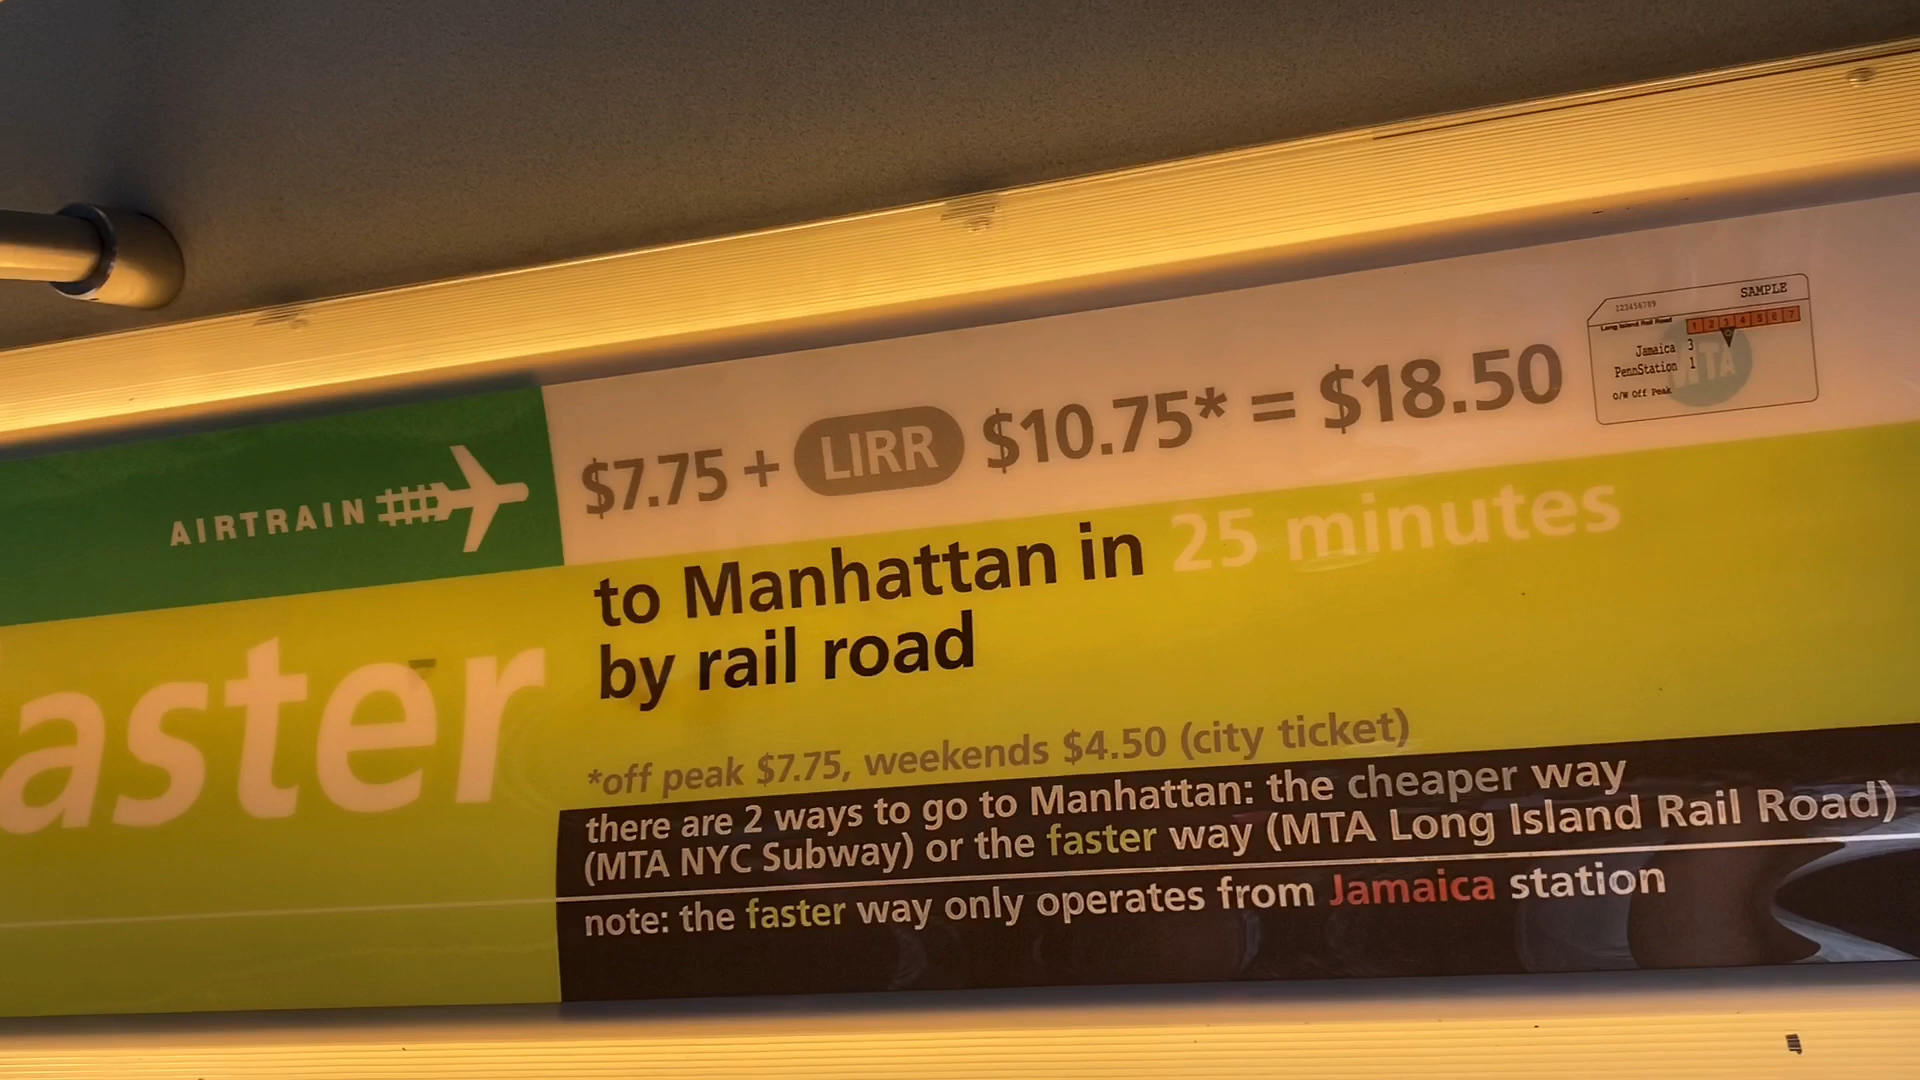 AIRTRAIN
$7.75 + LIRR $10.75* = $18.50
123456789
SAMPLE
Long Island Rail Road
1 2 3 4 5 6 7
Jamaica 3
PennStation 1
O/W Off Peak
MTA
aster
to Manhattan in 25 minutes
by rail road
*off peak $7.75, weekends $4.50 (city ticket)
there are 2 ways to go to Manhattan: the cheaper way
(MTA NYC Subway) or the faster way (MTA Long Island Rail Road)
note: the faster way only operates from Jamaica station